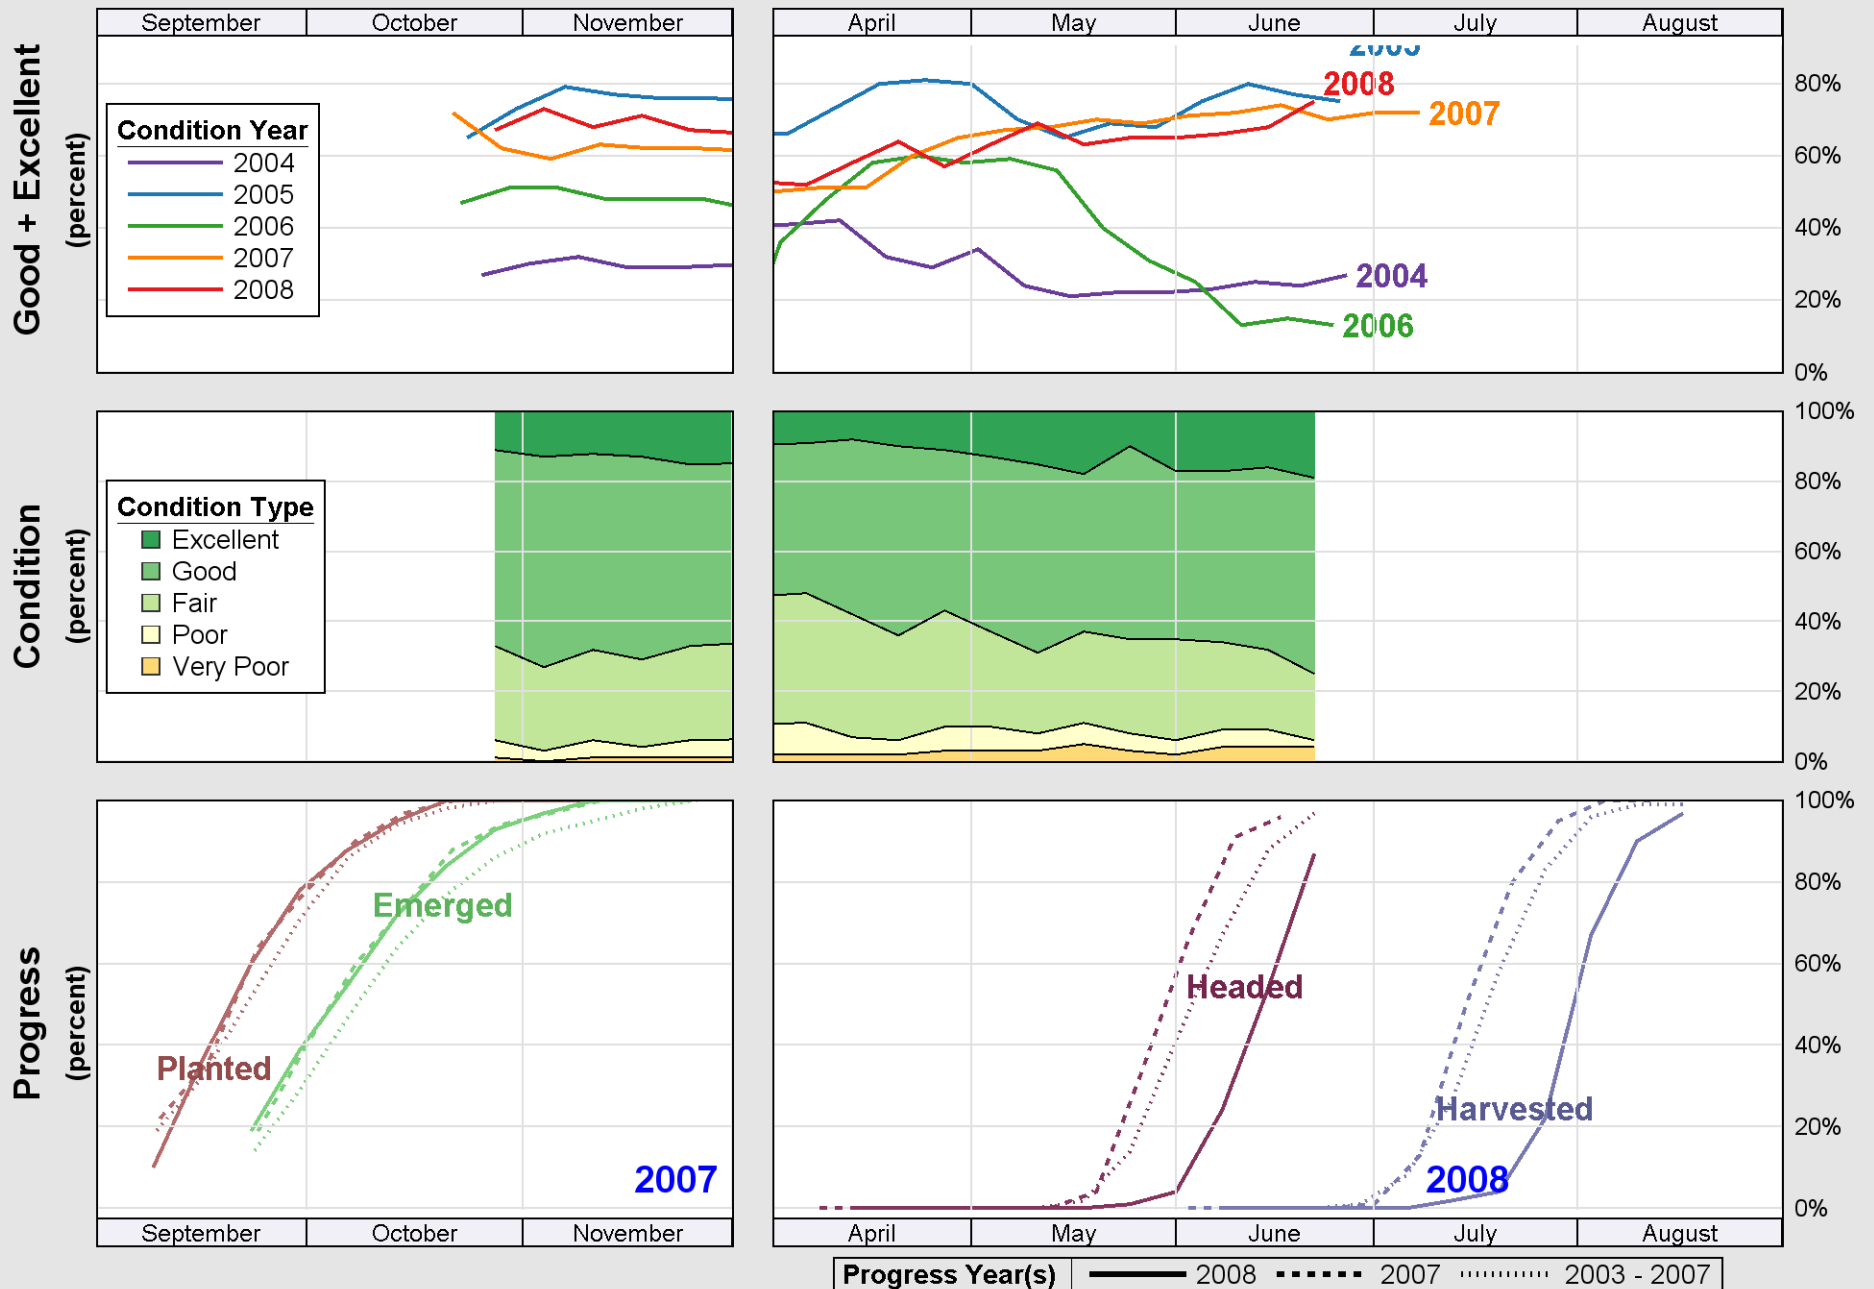 September October November April May June July August
Good + Excellent
(percent)
Condition Year
2004
2005
2006
2007
2008
2008
2007
2004
2006
80%
60%
40%
20%
0%
Condition
(percent)
Condition Type
Excellent
Good
Fair
Poor
Very Poor
100%
80%
60%
40%
20%
0%
Progress
(percent)
Planted
Emerged
2007
Headed
Harvested
2008
100%
80%
60%
40%
20%
0%
September October November April May June July August
Progress Year(s) 2008 2007 2003 - 2007